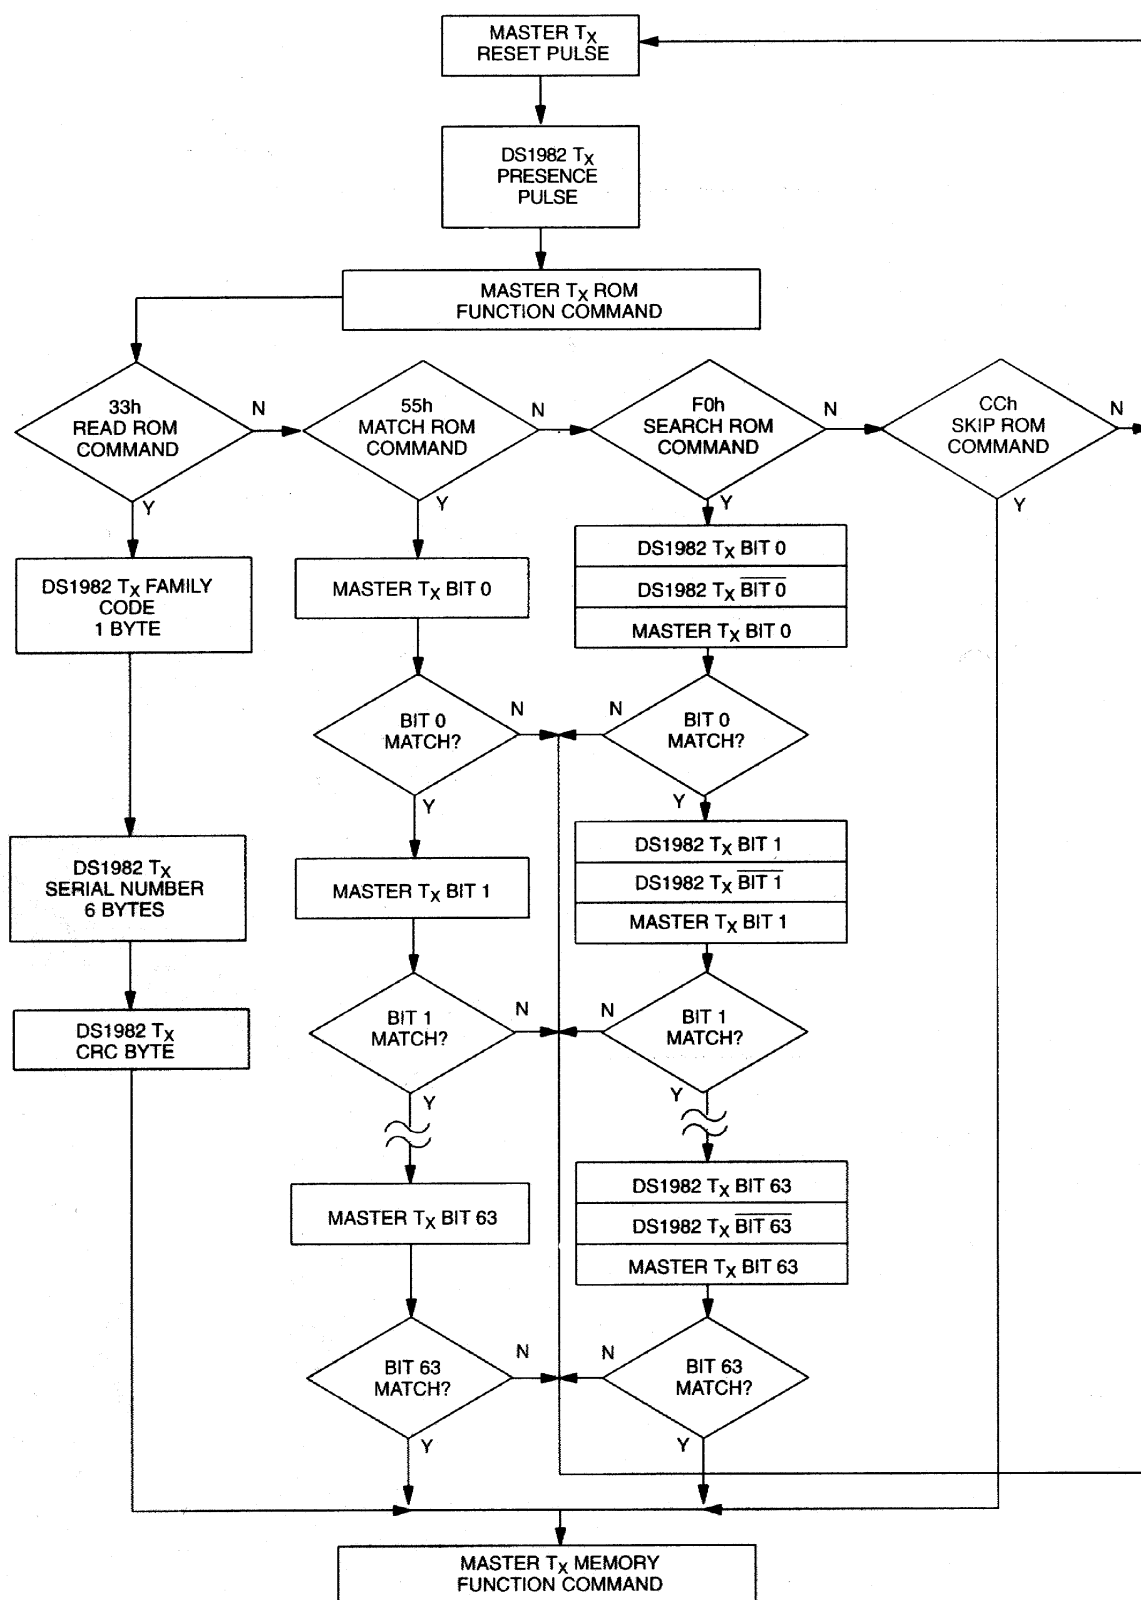 MASTER TX
RESET PULSE
DS1982 TX
PRESENCE
PULSE
MASTER TX ROM
FUNCTION COMMAND
33h
READ ROM
COMMAND
N
Y
55h
MATCH ROM
COMMAND
N
Y
F0h
SEARCH ROM
COMMAND
N
Y
CCh
SKIP ROM
COMMAND
N
Y
DS1982 TX FAMILY
CODE
1 BYTE
DS1982 TX
SERIAL NUMBER
6 BYTES
DS1982 TX
CRC BYTE
MASTER TX BIT 0
BIT 0
MATCH?
N
Y
MASTER TX BIT 1
BIT 1
MATCH?
N
Y
MASTER TX BIT 63
BIT 63
MATCH?
N
Y
DS1982 TX BIT 0
DS1982 TX B̅I̅T̅ ̅0̅
MASTER TX BIT 0
N
BIT 0
MATCH?
Y
DS1982 TX BIT 1
DS1982 TX B̅I̅T̅ ̅1̅
MASTER TX BIT 1
N
BIT 1
MATCH?
Y
DS1982 TX BIT 63
DS1982 TX B̅I̅T̅ ̅6̅3̅
MASTER TX BIT 63
N
BIT 63
MATCH?
Y
MASTER TX MEMORY
FUNCTION COMMAND